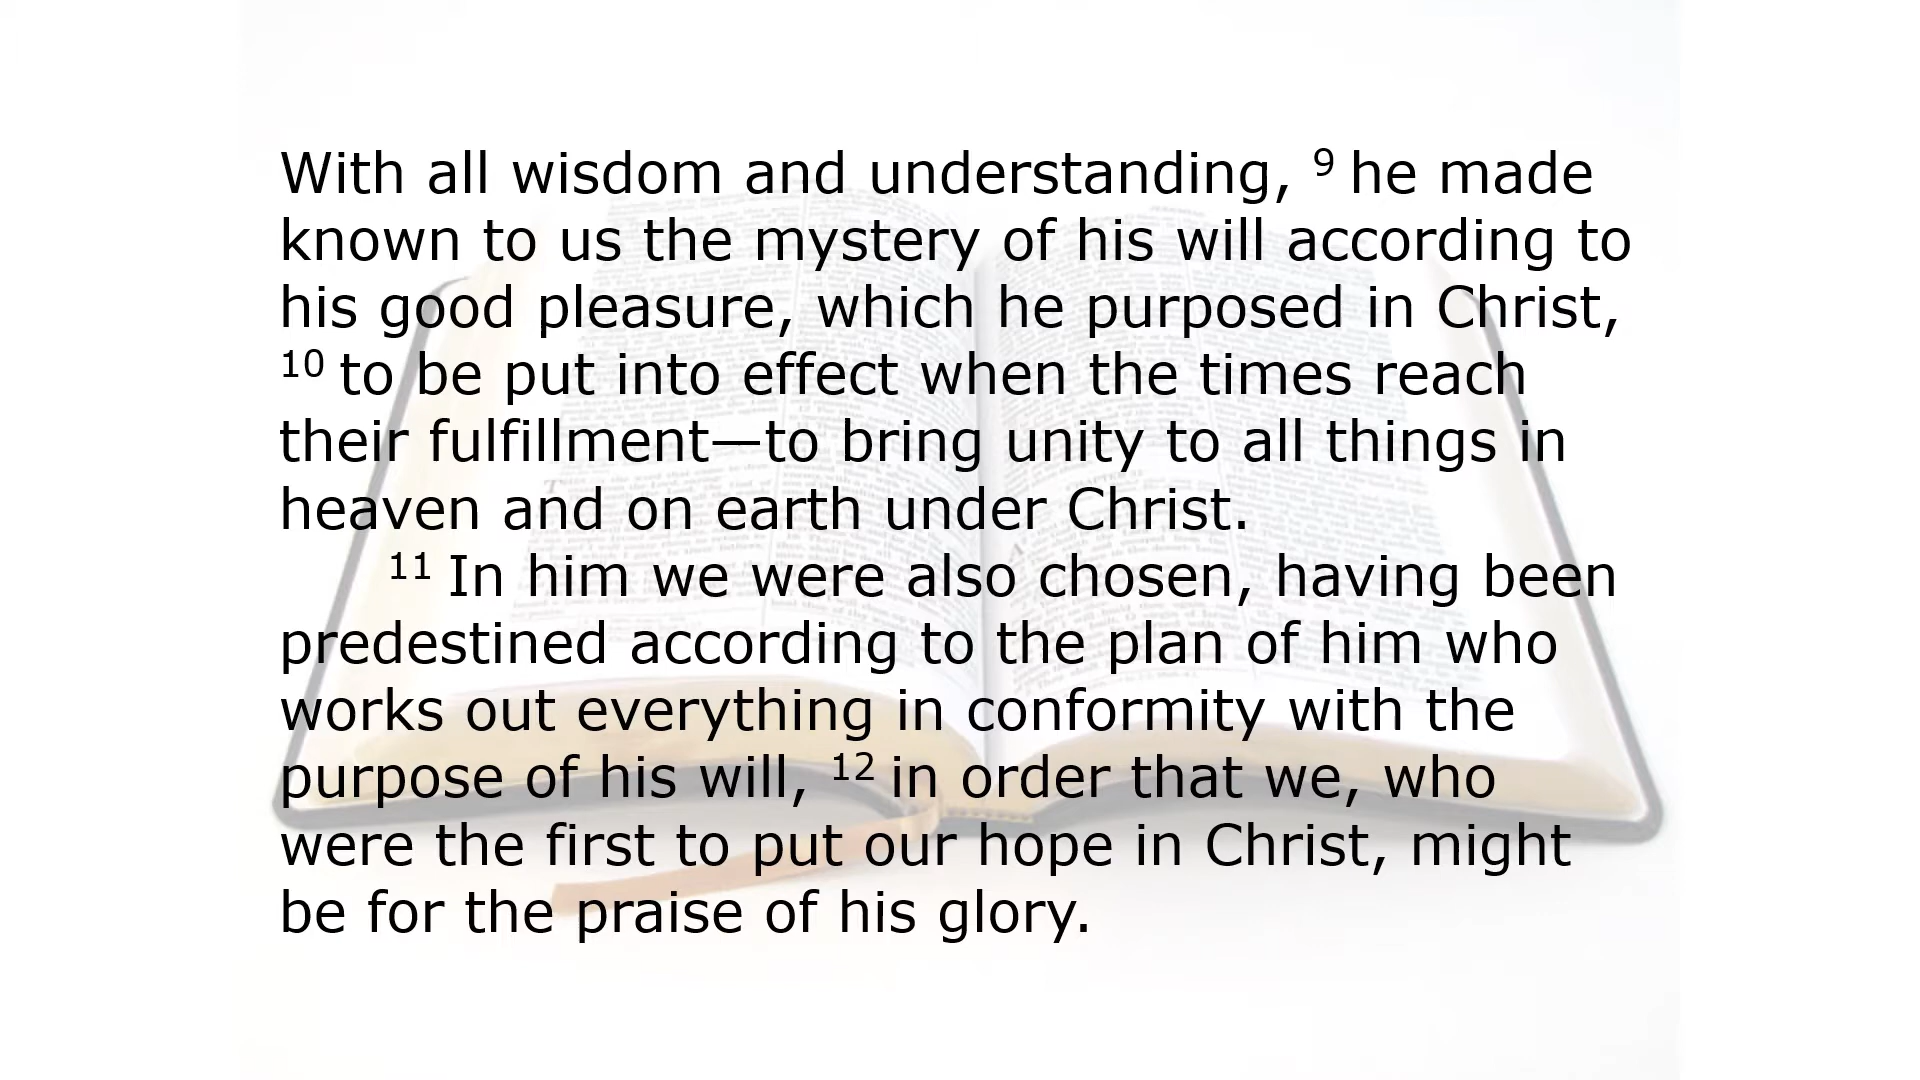 With all wisdom and understanding, 9 he made
known to us the mystery of his will according to
his good pleasure, which he purposed in Christ,
10 to be put into effect when the times reach
their fulfillment—to bring unity to all things in
heaven and on earth under Christ.
11 In him we were also chosen, having been
predestined according to the plan of him who
works out everything in conformity with the
purpose of his will, 12 in order that we, who
were the first to put our hope in Christ, might
be for the praise of his glory.